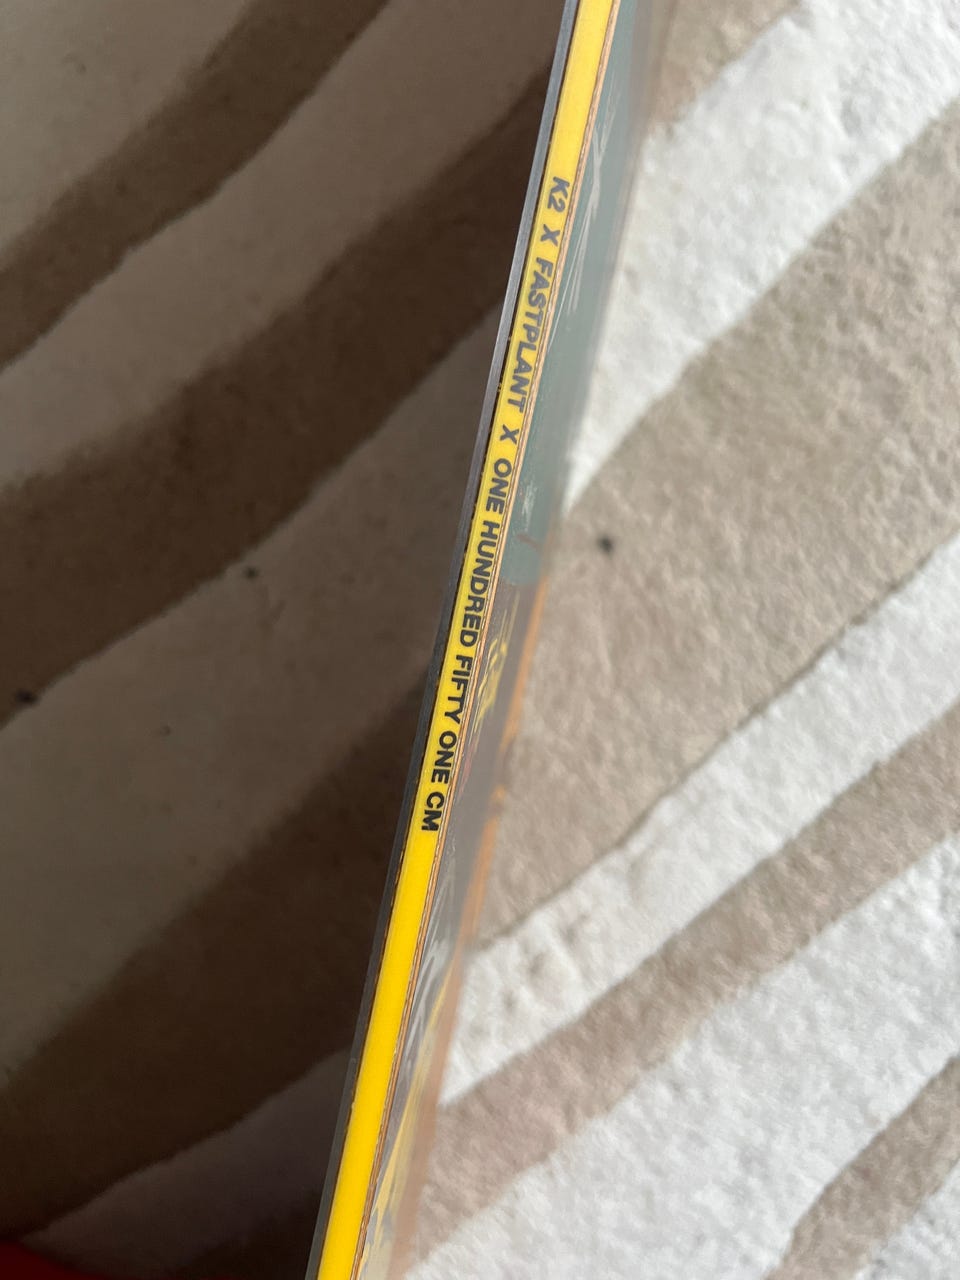 K2 X FASTPLANT X ONE HUNDRED FIFTY ONE CM